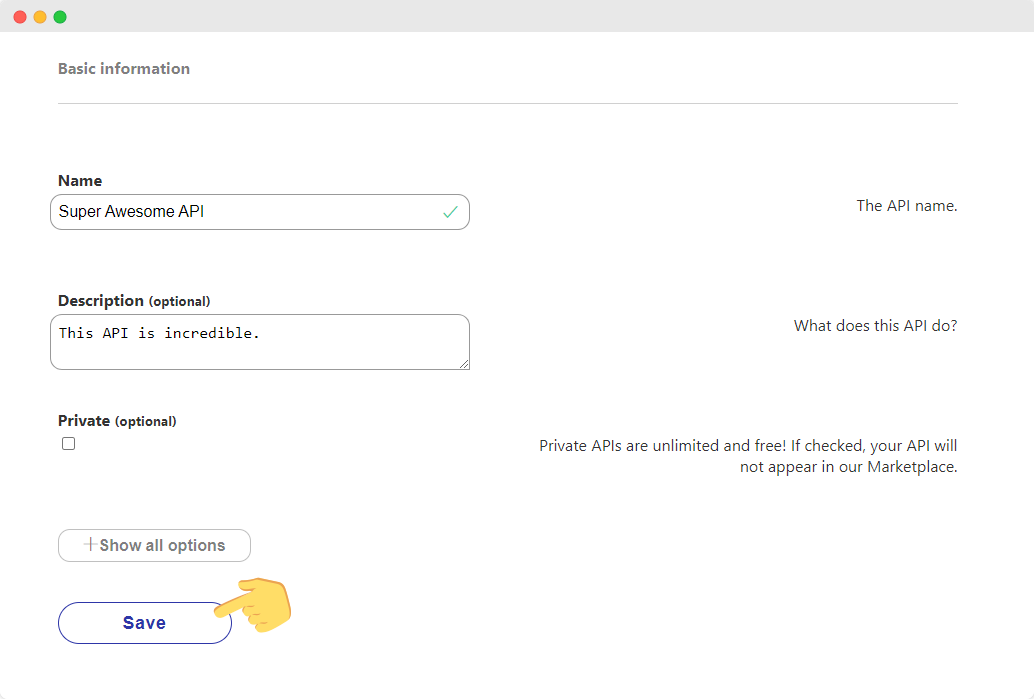 Basic information
Name
Super Awesome API
The API name.
Description (optional)
This API is incredible.
What does this API do?
Private (optional)
Private APIs are unlimited and free! If checked, your API will
not appear in our Marketplace.
+Show all options
Save